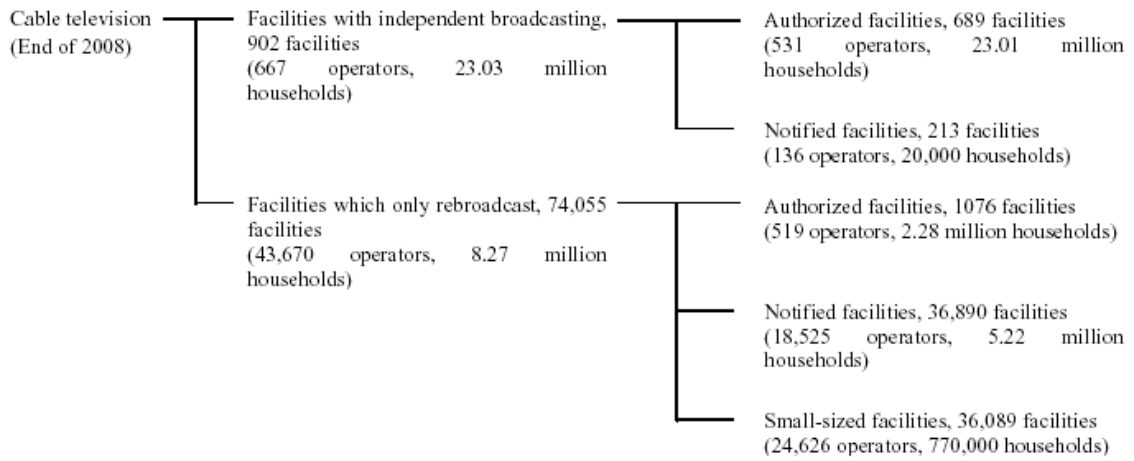 Cable television
(End of 2008)
Facilities with independent broadcasting,
902 facilities
(667 operators, 23.03 million
households)
Authorized facilities, 689 facilities
(531 operators, 23.01 million
households)
Notified facilities, 213 facilities
(136 operators, 20,000 households)
Facilities which only rebroadcast, 74,055
facilities
(43,670 operators, 8.27 million
households)
Authorized facilities, 1076 facilities
(519 operators, 2.28 million households)
Notified facilities, 36,890 facilities
(18,525 operators, 5.22 million
households)
Small-sized facilities, 36,089 facilities
(24,626 operators, 770,000 households)